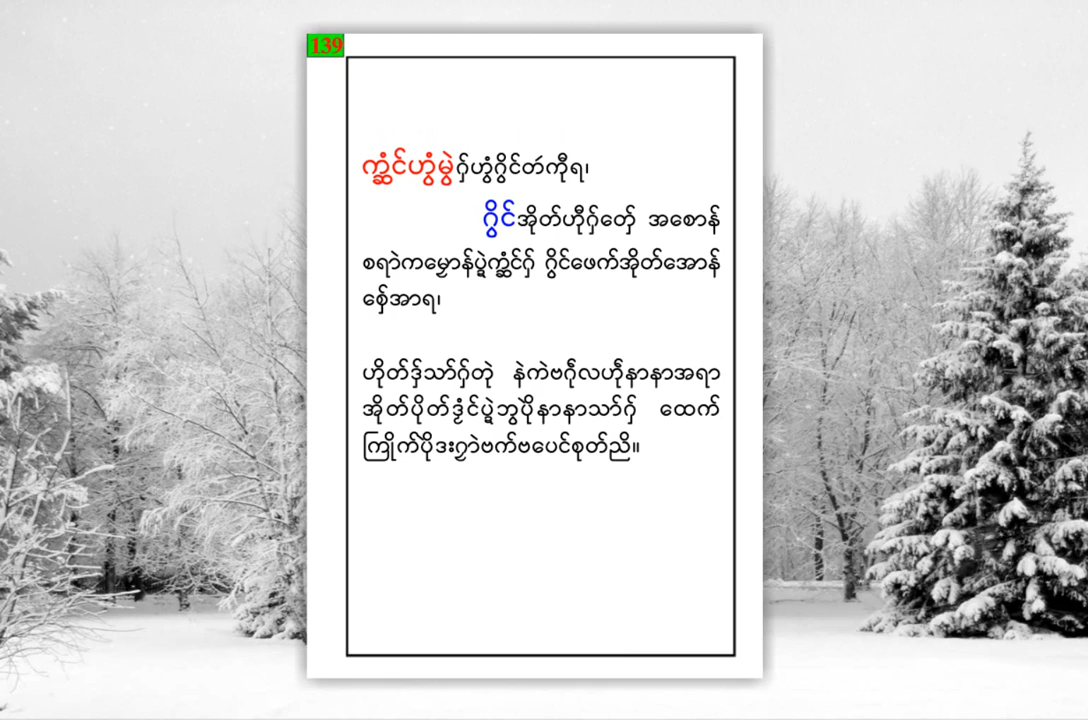 139
က္ဆံင်ဟွံမွဲဂှ်ဟွံဂွိင်တဴကီုရ၊
ဂွိင်အိုတ်ဟီုဂှ်တှေ် အစောန်
စရာဲကမၠောန်ပ္ဍဲက္ဆံင်ဂှ် ဂွိင်ဖေက်အိုတ်အောန်
စှေ်အာရ၊
ဟိုတ်ဒှ်သာ်ဂှ်တုဲ နဲကဲဗဂဵုလဟဵုနာနာအရာ
အိုတ်ပိုတ်ဒၟံင်ပ္ဍဲဘွဲပိုဲနာနာသာ်ဂှ် ထေက်
ကြိုက်ပိုဲဒးဂၠာဲဗက်ဗပေင်စုတ်ညိ။